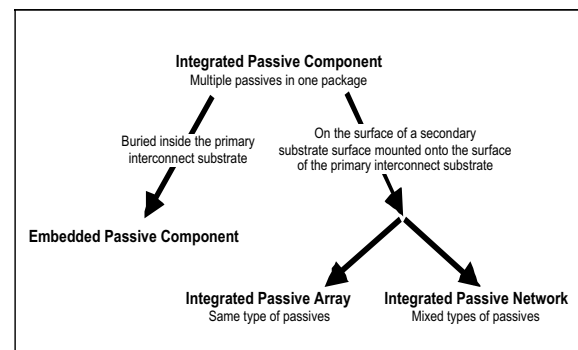 Integrated Passive Component
Multiple passives in one package
Buried inside the primary
interconnect substrate
On the surface of a secondary
substrate surface mounted onto the surface
of the primary interconnect substrate
Embedded Passive Component
Integrated Passive Array
Same type of passives
Integrated Passive Network
Mixed types of passives